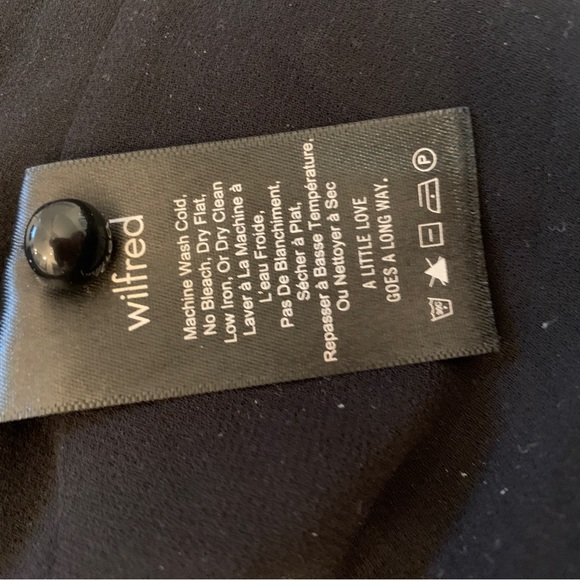 wilfred
Machine Wash Cold,
No Bleach, Dry Flat,
Low Iron, Or Dry Clean
Laver à La Machine à
L'eau Froide,
Pas De Blanchiment,
Sécher à Plat,
Repasser à Basse Température,
Ou Nettoyer à Sec
A LITTLE LOVE
GOES A LONG WAY.
P